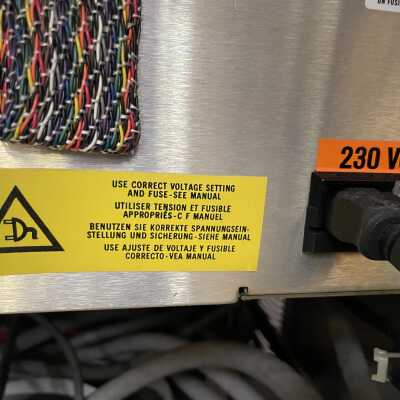 USE CORRECT VOLTAGE SETTING
AND FUSE-SEE MANUAL
UTILISER TENSION ET FUSIBLE
APPROPRIÉS-C F MANUEL
BENUTZEN SIE KORREKTE SPANNUNGSEIN-
STELLUNG UND SICHERUNG-SIEHE MANUAL
USE AJUSTE DE VOLTAJE Y FUSIBLE
CORRECTO-VEA MANUAL
230 V